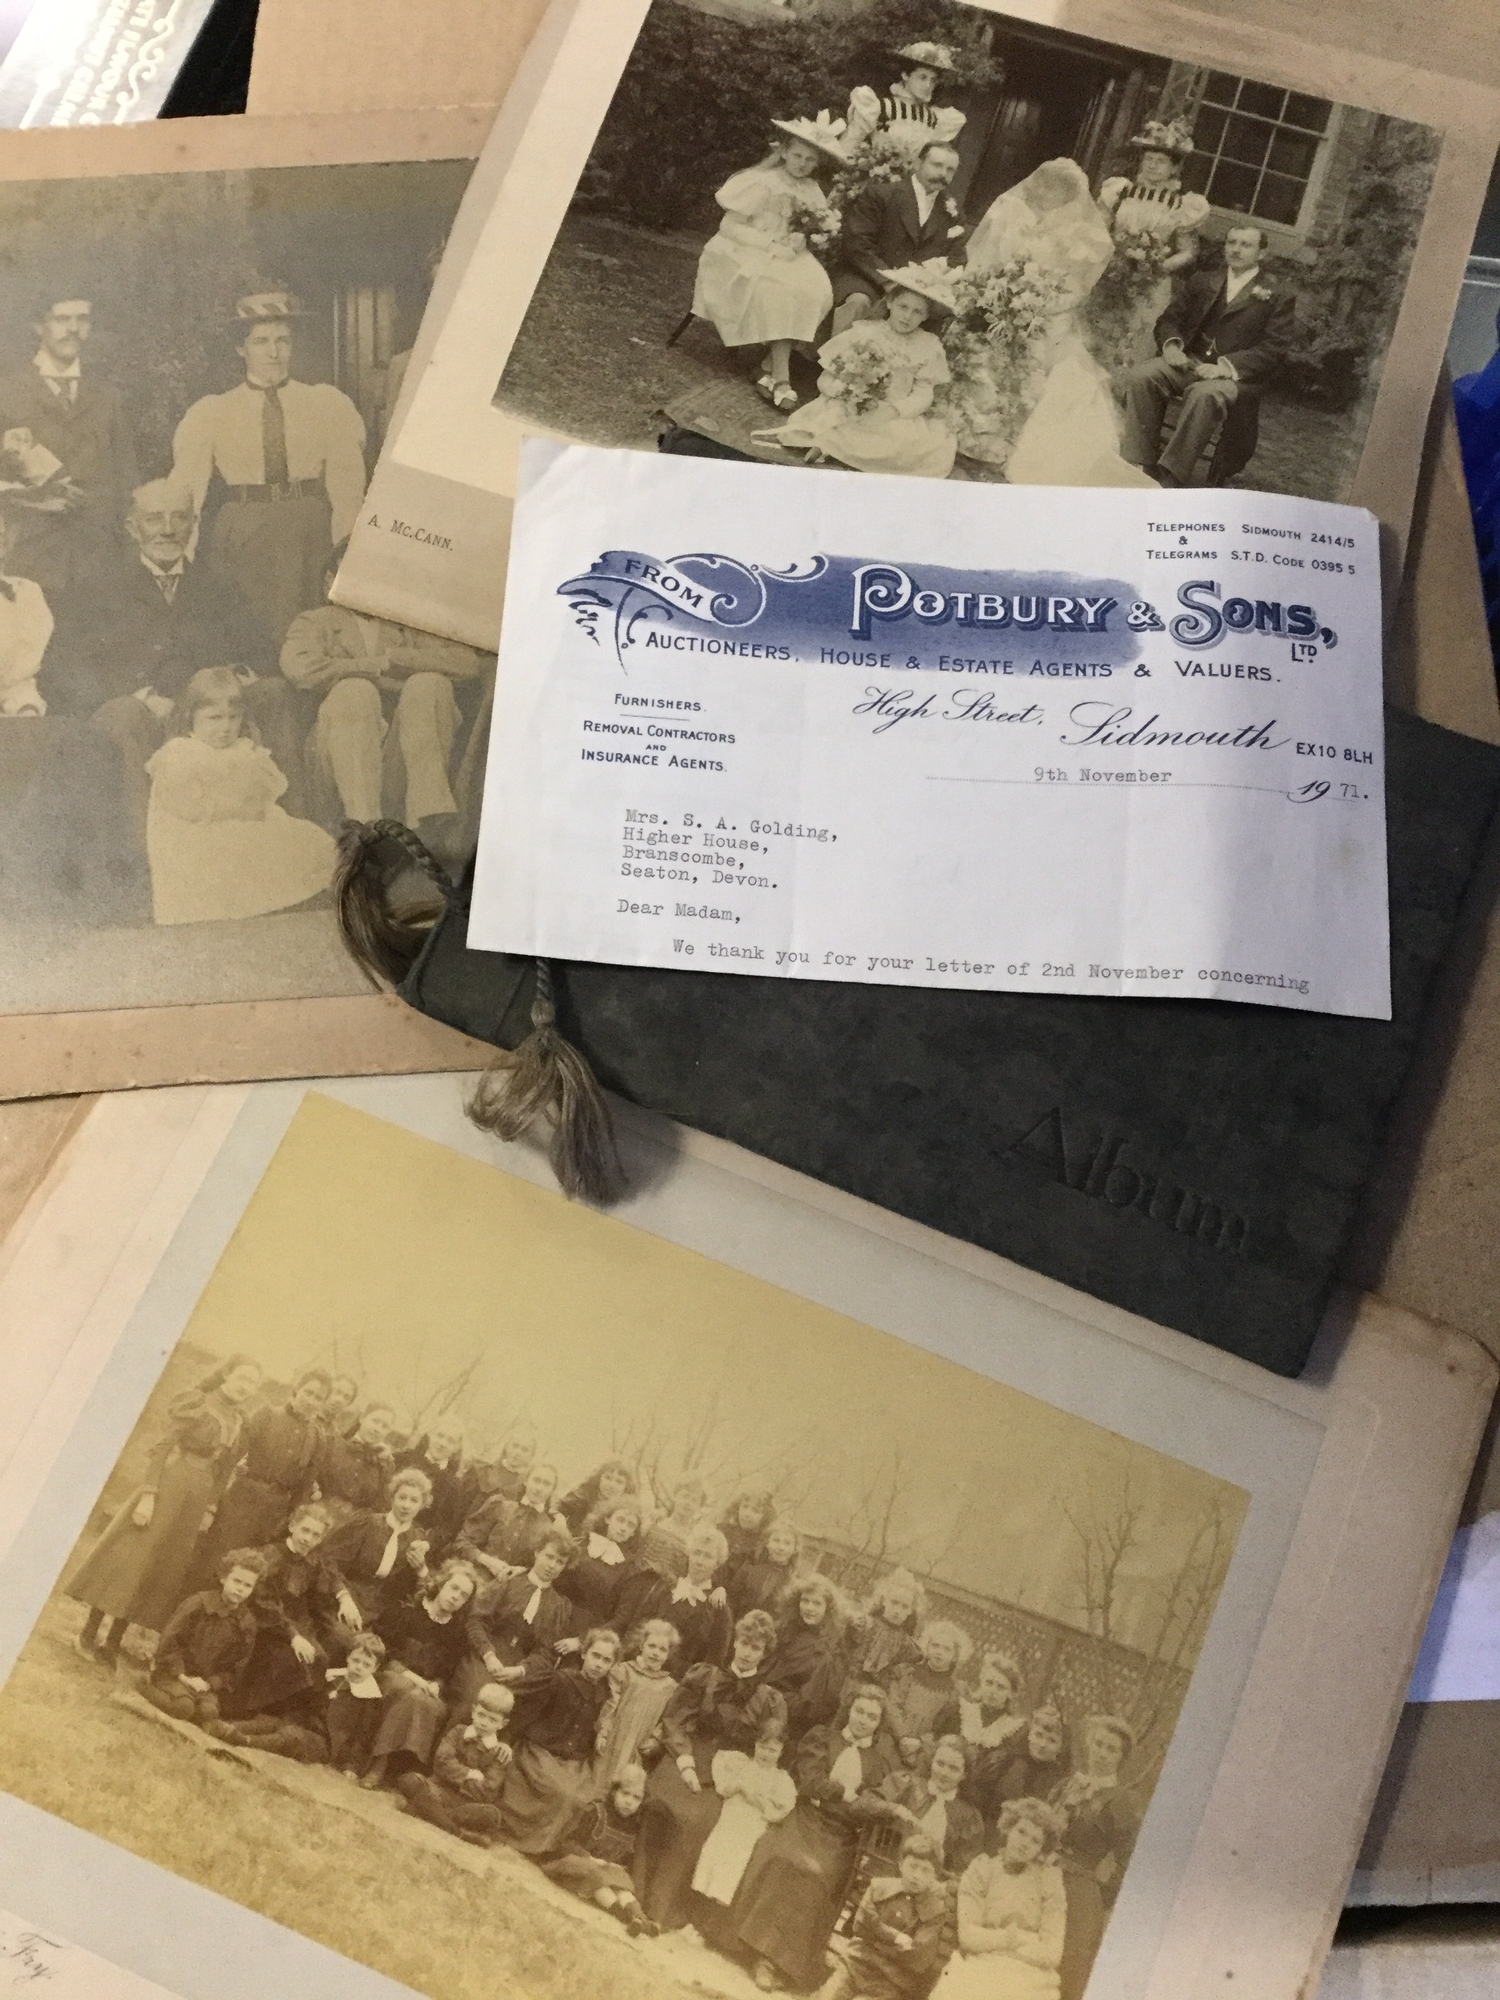 A. McCann.
Telephones Sidmouth 2414/5
&
Telegrams S.T.D. Code 0395 5
From
Potbury & Sons,
Ltd.
Auctioneers, House & Estate Agents & Valuers.
Furnishers.
Removal Contractors
and
Insurance Agents.
High Street, Sidmouth EX10 8LH
9th November 1971.
Mrs. S. A. Golding,
Higher House,
Branscombe,
Seaton, Devon.
Dear Madam,
We thank you for your letter of 2nd November concerning
Album
Fry